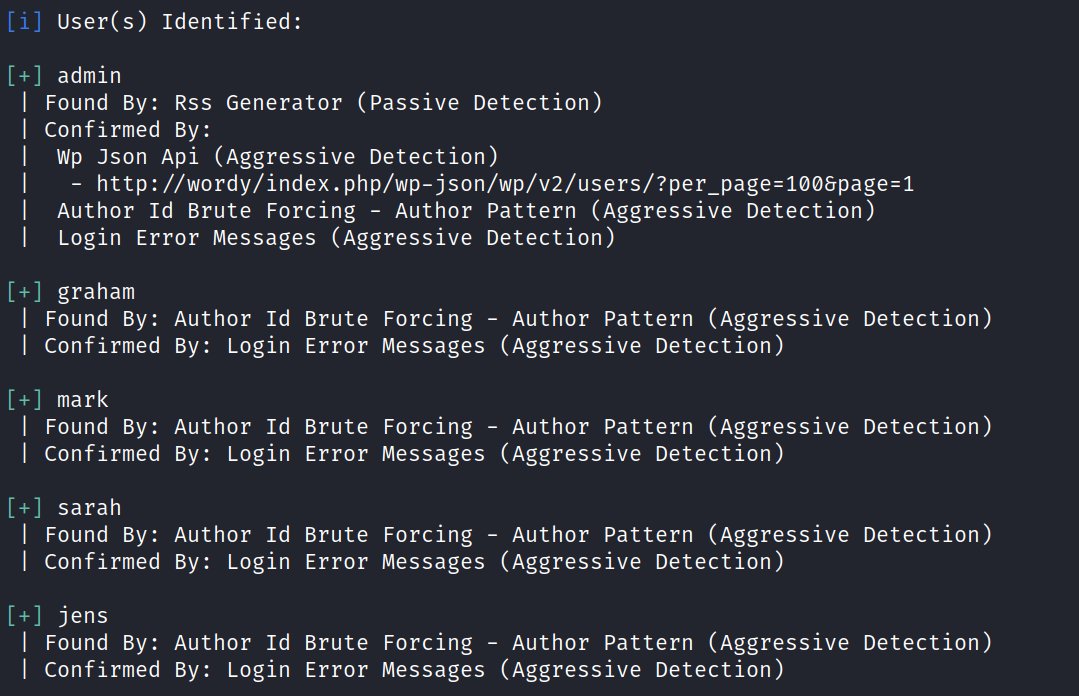 [i] User(s) Identified:
[+] admin
 | Found By: Rss Generator (Passive Detection)
 | Confirmed By:
 |  Wp Json Api (Aggressive Detection)
 |   - http://wordy/index.php/wp-json/wp/v2/users/?per_page=100&page=1
 |  Author Id Brute Forcing - Author Pattern (Aggressive Detection)
 |  Login Error Messages (Aggressive Detection)
[+] graham
 | Found By: Author Id Brute Forcing - Author Pattern (Aggressive Detection)
 | Confirmed By: Login Error Messages (Aggressive Detection)
[+] mark
 | Found By: Author Id Brute Forcing - Author Pattern (Aggressive Detection)
 | Confirmed By: Login Error Messages (Aggressive Detection)
[+] sarah
 | Found By: Author Id Brute Forcing - Author Pattern (Aggressive Detection)
 | Confirmed By: Login Error Messages (Aggressive Detection)
[+] jens
 | Found By: Author Id Brute Forcing - Author Pattern (Aggressive Detection)
 | Confirmed By: Login Error Messages (Aggressive Detection)